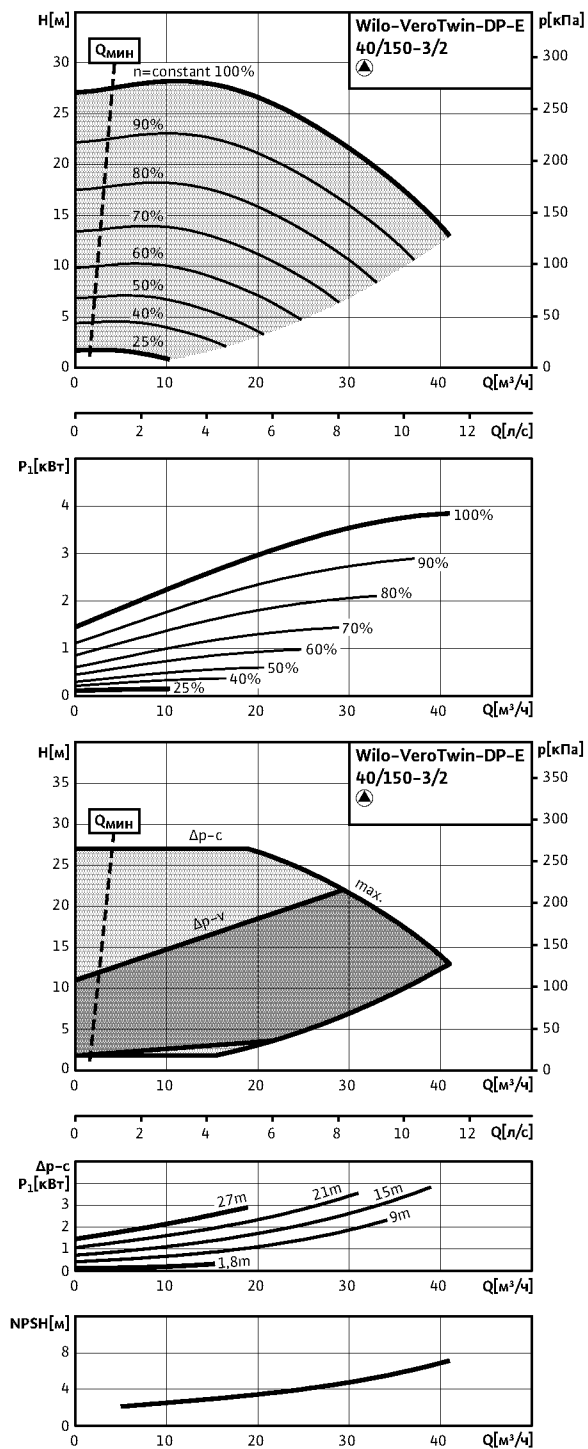 H[м]
p[кПа]
Wilo-VeroTwin-DP-E
40/150-3/2
Qмин
n=constant 100%
90%
80%
70%
60%
50%
40%
25%
30
25
20
15
10
5
0
300
250
200
150
100
50
0
0 10 20 30 40
Q[м³/ч]
0 2 4 6 8 10 12 Q[л/с]
P₁[кВт]
4
3
2
1
0
100%
90%
80%
70%
60%
50%
40%
25%
0 10 20 30 40 Q[м³/ч]
H[м]
p[кПа]
Wilo-VeroTwin-DP-E
40/150-3/2
Qмин
Δp-c
Δp-v
max.
35
30
25
20
15
10
5
0
350
300
250
200
150
100
50
0
0 10 20 30 40 Q[м³/ч]
0 2 4 6 8 10 12 Q[л/с]
Δp-c
P₁[кВт]
3
2
1
0
27m
21m
15m
9m
1,8m
0 10 20 30 40 Q[м³/ч]
NPSH[м]
8
4
0
0 10 20 30 40 Q[м³/ч]